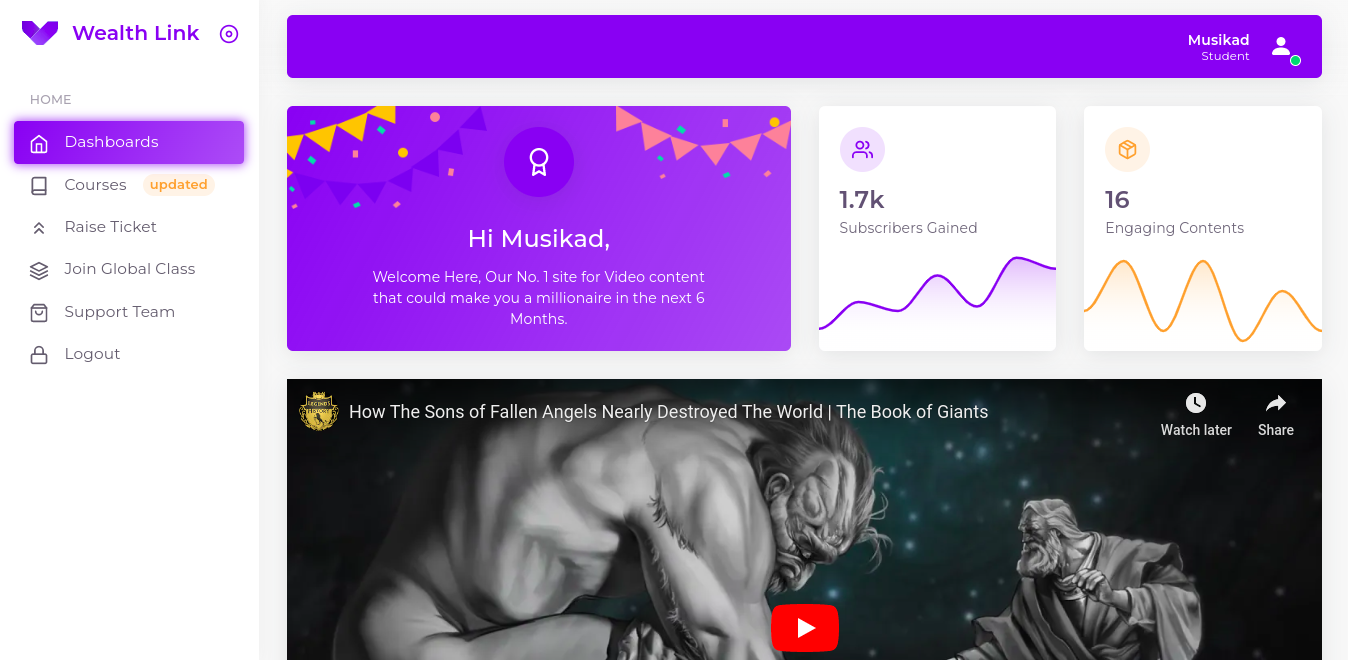 Wealth Link
HOME
Dashboards
Courses updated
Raise Ticket
Join Global Class
Support Team
Logout
Musikad
Student
Hi Musikad,
Welcome Here, Our No. 1 site for Video content
that could make you a millionaire in the next 6
Months.
1.7k
Subscribers Gained
16
Engaging Contents
How The Sons of Fallen Angels Nearly Destroyed The World | The Book of Giants
Watch later
Share